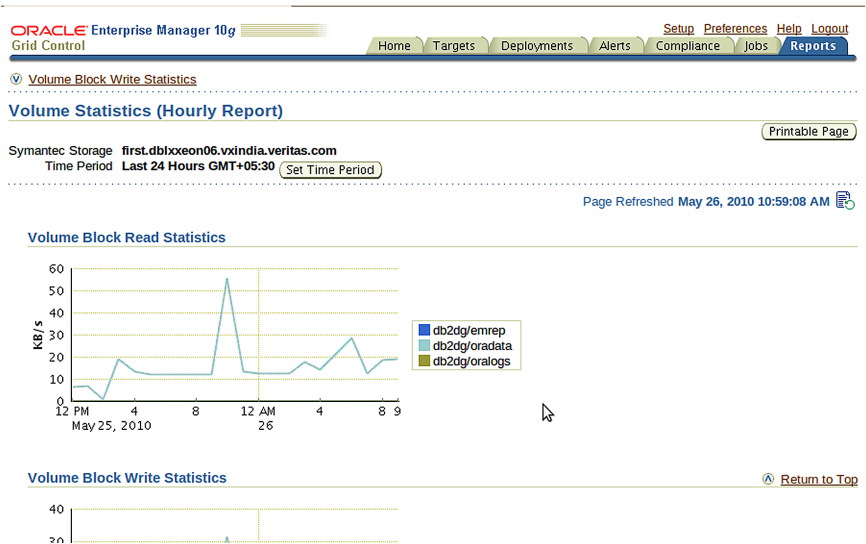 ORACLE Enterprise Manager 10g
Grid Control
Setup Preferences Help Logout
Home Targets Deployments Alerts Compliance Jobs Reports
Volume Block Write Statistics
Volume Statistics (Hourly Report)
Printable Page
Symantec Storage first.dblxxeon06.vxindia.veritas.com
Time Period Last 24 Hours GMT+05:30 Set Time Period
Page Refreshed May 26, 2010 10:59:08 AM
Volume Block Read Statistics
60
50
40
30
20
10
0
KB/s
12 PM 4 8 12 AM 4 8 9
May 25, 2010 26
db2dg/emrep
db2dg/oradata
db2dg/oralogs
Volume Block Write Statistics
Return to Top
40
30